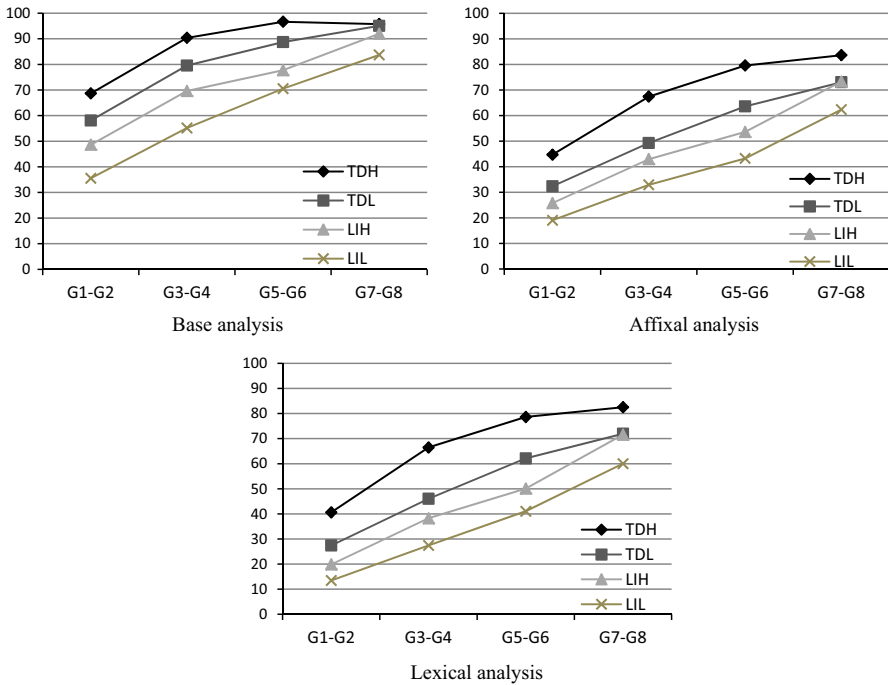 100
90
80
70
60
50
40
30
20
10
0
TDH
TDL
LIH
LIL
G1-G2 G3-G4 G5-G6 G7-G8
Base analysis
100
90
80
70
60
50
40
30
20
10
0
TDH
TDL
LIH
LIL
G1-G2 G3-G4 G5-G6 G7-G8
Affixal analysis
100
90
80
70
60
50
40
30
20
10
0
TDH
TDL
LIH
LIL
G1-G2 G3-G4 G5-G6 G7-G8
Lexical analysis